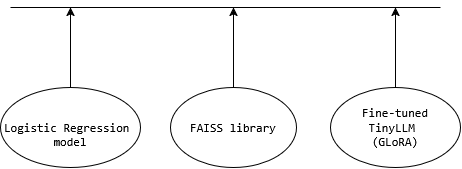 Logistic Regression
model
FAISS library
Fine-tuned
TinyLLM
(GLoRA)